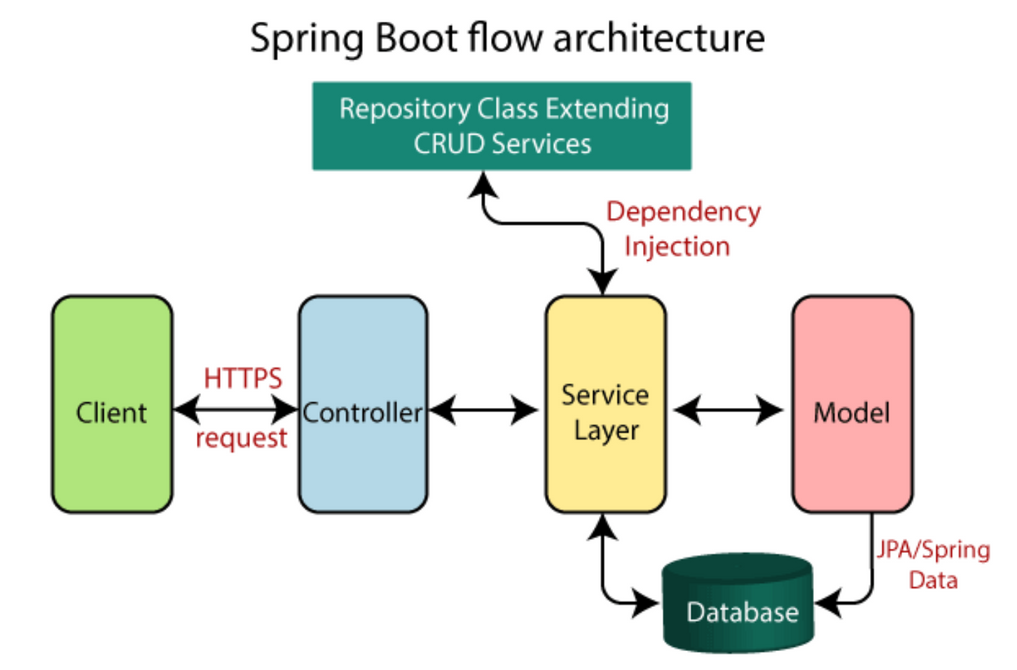 Spring Boot flow architecture
Repository Class Extending
CRUD Services
Dependency
Injection
Client
HTTPS
request
Controller
Service
Layer
Model
JPA/Spring
Data
Database